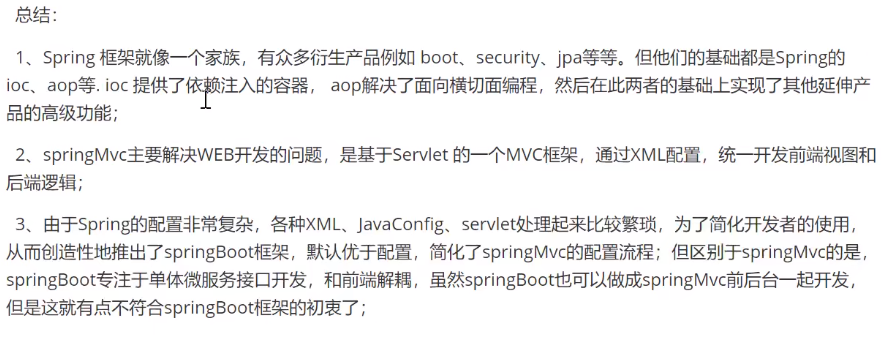 总结：
1、Spring 框架就像一个家族，有众多衍生产品例如 boot、security、jpa等等。但他们的基础都是Spring的
ioc、aop等. ioc 提供了依赖注入的容器， aop解决了面向横切面编程，然后在此两者的基础上实现了其他延伸产
品的高级功能；
2、springMvc主要解决WEB开发的问题，是基于Servlet 的一个MVC框架，通过XML配置，统一开发前端视图和
后端逻辑；
3、由于Spring的配置非常复杂，各种XML、JavaConfig、servlet处理起来比较繁琐，为了简化开发者的使用，
从而创造性地推出了springBoot框架，默认优于配置，简化了springMvc的配置流程；但区别于springMvc的是，
springBoot专注于单体微服务接口开发，和前端解耦，虽然springBoot也可以做成springMvc前后台一起开发，
但是这就有点不符合springBoot框架的初衷了；